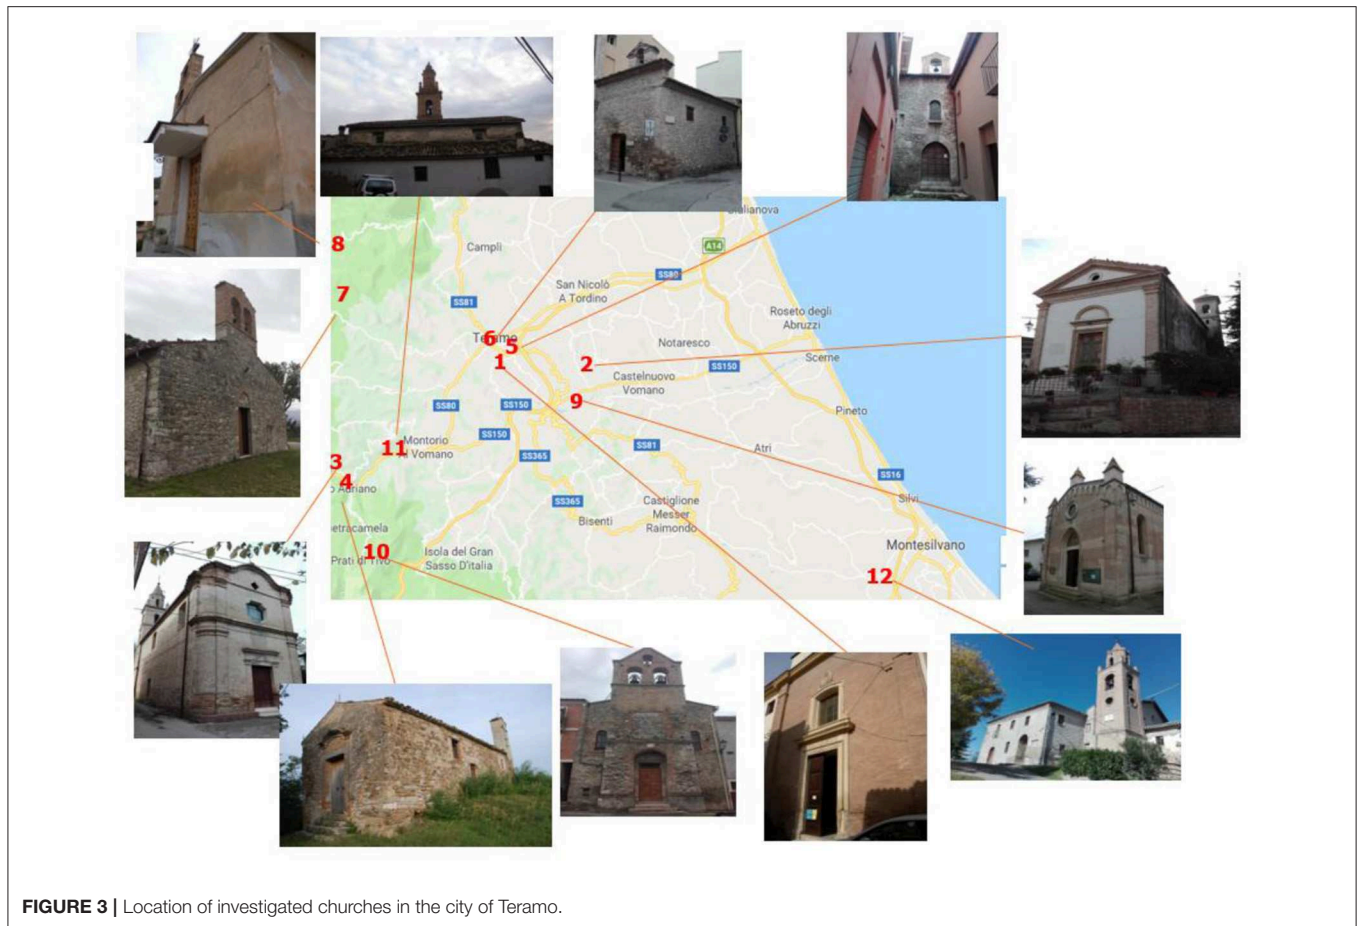 Giulianova
A14
8
Campli
SS80
San Nicolò
A Tordino
7
SS81
Roseto degli
Abruzzi
6
Teramo
5
Notaresco
Scerne
1
2
SS150
Castelnuovo
Vomano
9
SS80
SS150
Pineto
11
Montorio
Al Vomano
SS150
SS81
Atri
3
SS365
SS16
4
o Adriano
Castiglione
Messer
Raimondo
SS365
Silvi
Bisenti
ietracamela
Montesilvano
10
Prati di Tivo
Isola del Gran
Sasso D'italia
12
FIGURE 3 | Location of investigated churches in the city of Teramo.